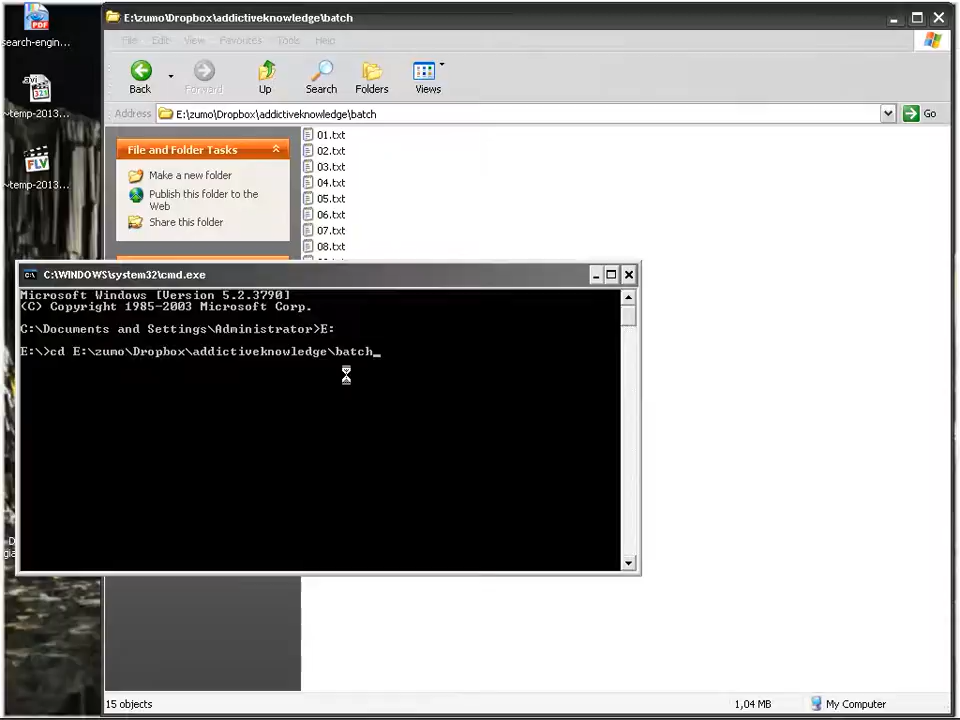 search-engin...
~temp-2013...
~temp-2013...
E:\zumo\Dropbox\addictiveknowledge\batch
File Edit View Favorites Tools Help
Back Forward Up Search Folders Views
Address E:\zumo\Dropbox\addictiveknowledge\batch Go
File and Folder Tasks
Make a new folder
Publish this folder to the
Web
Share this folder
01.txt
02.txt
03.txt
04.txt
05.txt
06.txt
07.txt
08.txt
C:\WINDOWS\system32\cmd.exe
Microsoft Windows [Version 5.2.3790]
(C) Copyright 1985-2003 Microsoft Corp.
C:\Documents and Settings\Administrator>E:
E:\>cd E:\zumo\Dropbox\addictiveknowledge\batch_
15 objects 1,04 MB My Computer